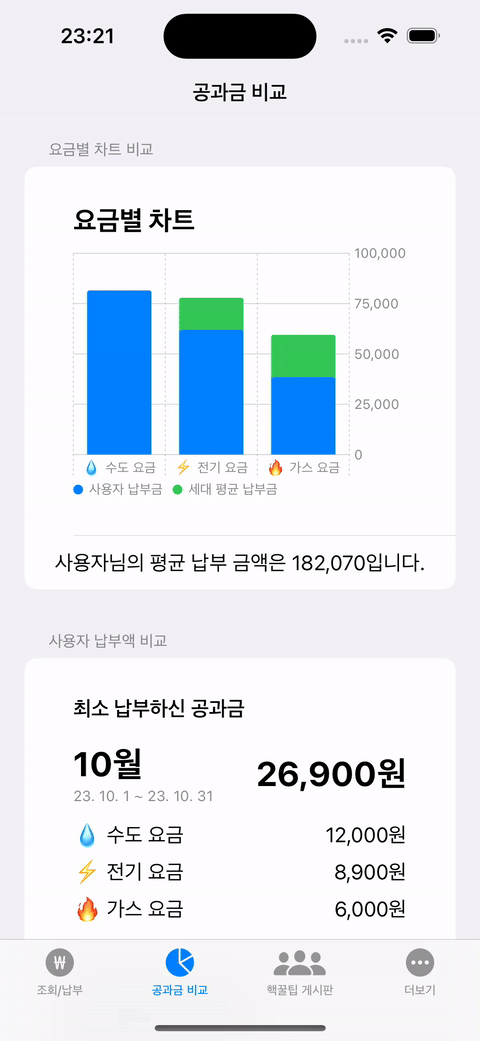 23:21
공과금 비교
요금별 차트 비교
요금별 차트
100,000
75,000
50,000
25,000
0
💧 수도 요금 ⚡ 전기 요금 🔥 가스 요금
사용자 납부금 세대 평균 납부금
사용자님의 평균 납부 금액은 182,070입니다.
사용자 납부액 비교
최소 납부하신 공과금
10월 26,900원
23. 10. 1 ~ 23. 10. 31
💧 수도 요금 12,000원
⚡ 전기 요금 8,900원
🔥 가스 요금 6,000원
₩
조회/납부 공과금 비교 핵꿀팁 게시판 더보기